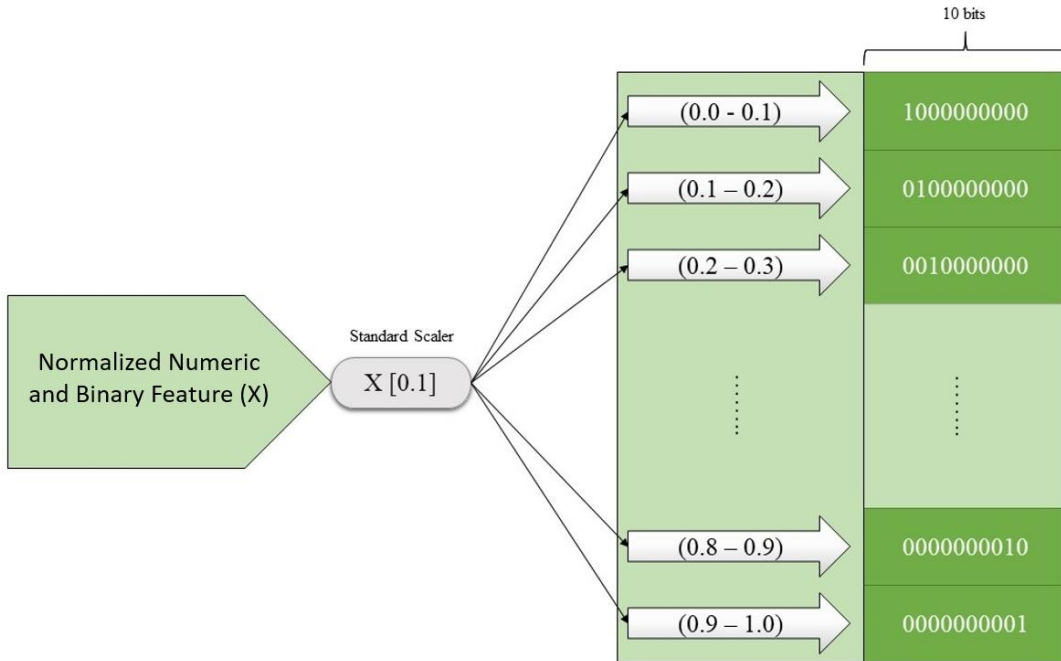 10 bits
(0.0 - 0.1)
1000000000
(0.1 – 0.2)
0100000000
(0.2 – 0.3)
0010000000
Normalized Numeric
and Binary Feature (X)
Standard Scaler
X [0.1]
......
......
(0.8 – 0.9)
0000000010
(0.9 – 1.0)
0000000001